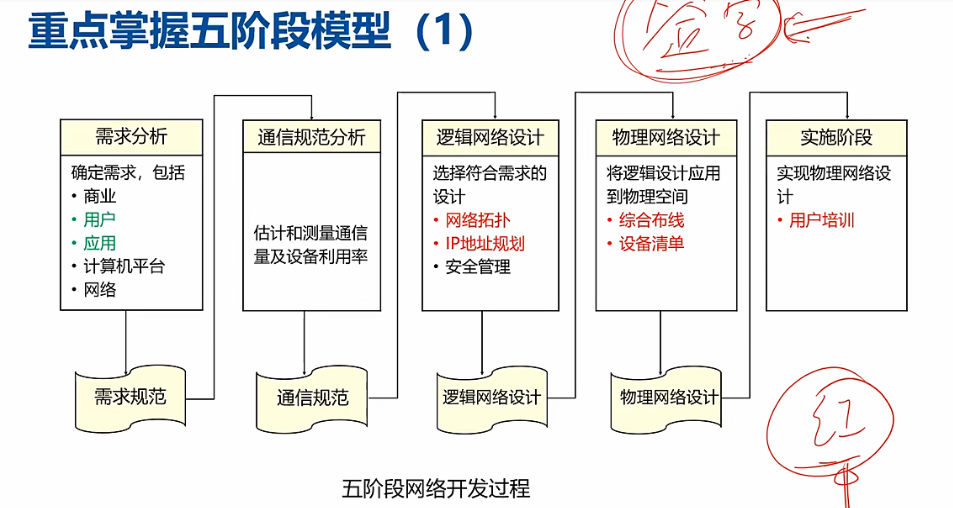 重点掌握五阶段模型（1）
签字
需求分析
确定需求，包括
• 商业
• 用户
• 应用
• 计算机平台
• 网络
通信规范分析
估计和测量通信
量及设备利用率
逻辑网络设计
选择符合需求的
设计
• 网络拓扑
• IP地址规划
• 安全管理
物理网络设计
将逻辑设计应用
到物理空间
• 综合布线
• 设备清单
实施阶段
实现物理网络设
计
• 用户培训
需求规范
通信规范
逻辑网络设计
物理网络设计
红
五阶段网络开发过程